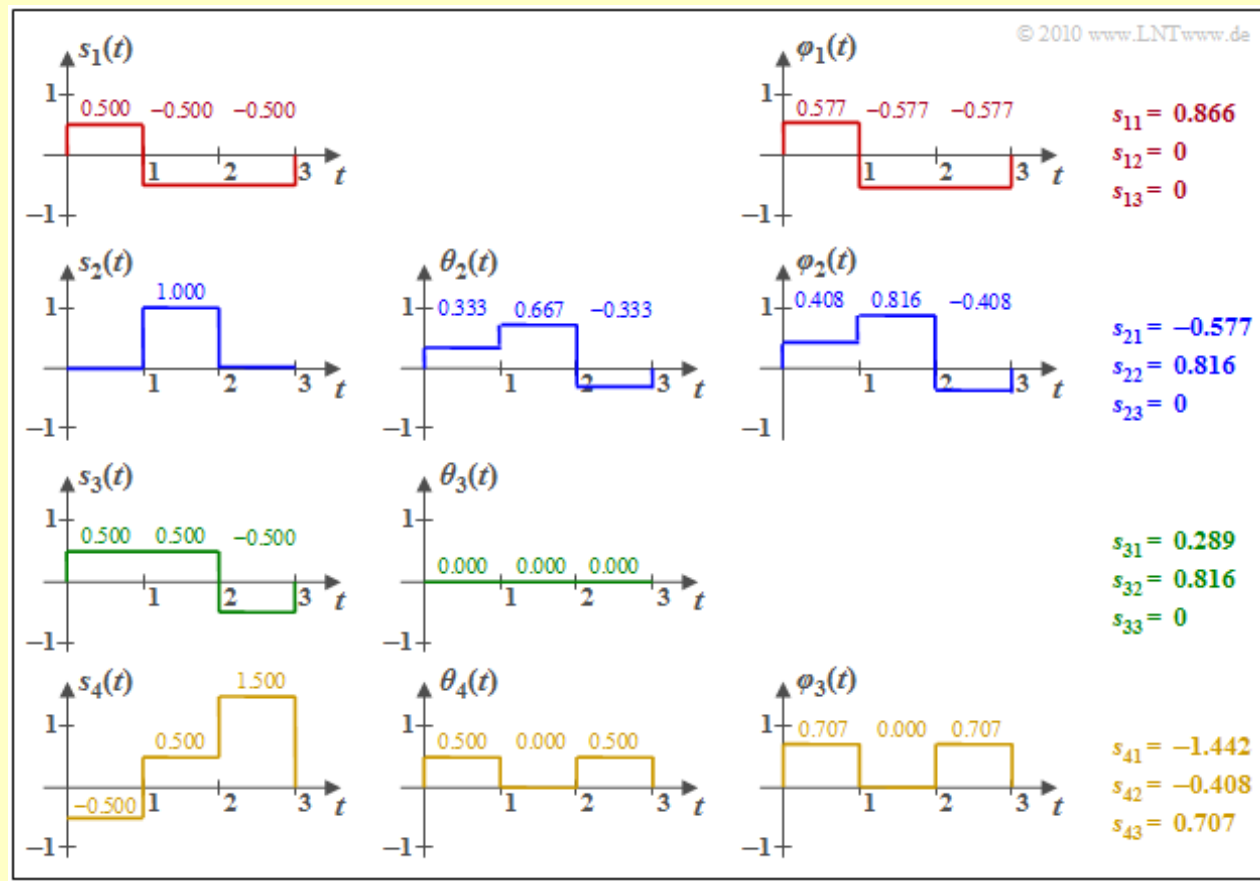 © 2010 www.LNTwww.de
s₁(t)
1
0.500 −0.500 −0.500
1 2 3 t
−1
φ₁(t)
1
0.577 −0.577 −0.577
1 2 3 t
−1
s₁₁ = 0.866
s₁₂ = 0
s₁₃ = 0
s₂(t)
1
1.000
1 2 3 t
−1
θ₂(t)
1
0.333 0.667 −0.333
1 2 3 t
−1
φ₂(t)
1
0.408 0.816 −0.408
1 2 3 t
−1
s₂₁ = −0.577
s₂₂ = 0.816
s₂₃ = 0
s₃(t)
1
0.500 0.500 −0.500
1 2 3 t
−1
θ₃(t)
1
0.000 0.000 0.000
1 2 3 t
−1
s₃₁ = 0.289
s₃₂ = 0.816
s₃₃ = 0
s₄(t)
1.500
1
0.500
−0.500
1 2 3 t
−1
θ₄(t)
1
0.500 0.000 0.500
1 2 3 t
−1
φ₃(t)
1
0.707 0.000 0.707
1 2 3 t
−1
s₄₁ = −1.442
s₄₂ = −0.408
s₄₃ = 0.707